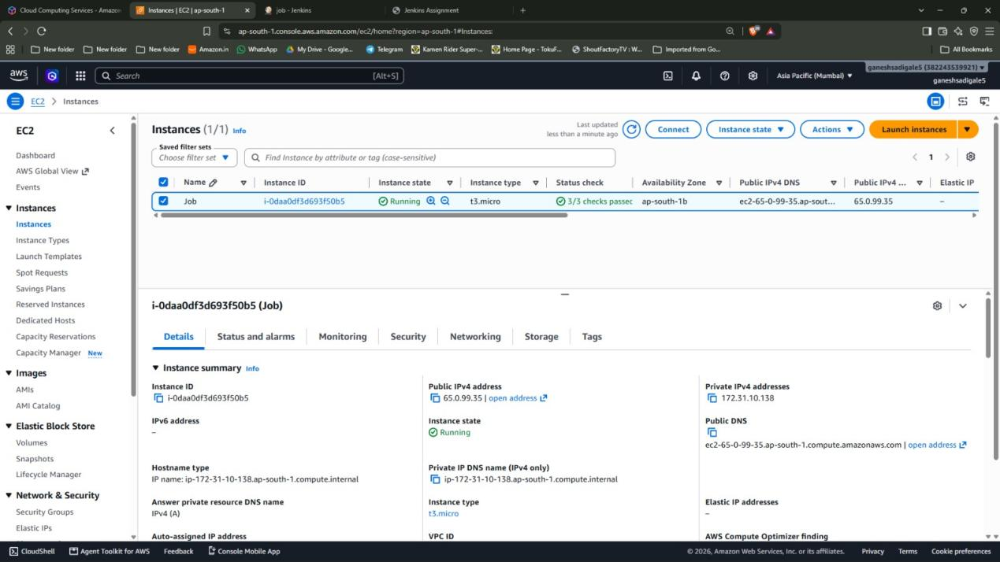 Cloud Computing Services - Amazon
Instances | EC2 | ap-south-1
job - Jenkins
Jenkins Assignment
ap-south-1.console.aws.amazon.com/ec2/home?region=ap-south-1#Instances:
New folder
New folder
New folder
Amazon.in
WhatsApp
My Drive - Google...
Telegram
Kamen Rider Super-...
Home Page - TokuF...
ShoutFactoryTV : W...
Imported from Go...
All Bookmarks
aws
Search
[Alt+S]
Asia Pacific (Mumbai)
ganeshsadigale5 (382243539921)
ganeshsadigale5
EC2 > Instances
EC2
Dashboard
AWS Global View
Events
Instances
Instances
Instance Types
Launch Templates
Spot Requests
Savings Plans
Reserved Instances
Dedicated Hosts
Capacity Reservations
Capacity Manager New
Images
AMIs
AMI Catalog
Elastic Block Store
Volumes
Snapshots
Lifecycle Manager
Network & Security
Security Groups
Elastic IPs
Instances (1/1) Info
Last updated
less than a minute ago
Connect
Instance state
Actions
Launch instances
Saved filter sets
Choose filter set
Find Instance by attribute or tag (case-sensitive)
1
Name Instance ID Instance state Instance type Status check Availability Zone Public IPv4 DNS Public IPv4 ... Elastic IP
Job i-0daa0df3d693f50b5 Running t3.micro 3/3 checks passed ap-south-1b ec2-65-0-99-35.ap-sout... 65.0.99.35 –
i-0daa0df3d693f50b5 (Job)
Details
Status and alarms
Monitoring
Security
Networking
Storage
Tags
Instance summary Info
Instance ID
i-0daa0df3d693f50b5
Public IPv4 address
65.0.99.35 | open address
Private IPv4 addresses
172.31.10.138
IPv6 address
–
Instance state
Running
Public DNS
ec2-65-0-99-35.ap-south-1.compute.amazonaws.com | open address
Hostname type
IP name: ip-172-31-10-138.ap-south-1.compute.internal
Private IP DNS name (IPv4 only)
ip-172-31-10-138.ap-south-1.compute.internal
Answer private resource DNS name
IPv4 (A)
Instance type
t3.micro
Elastic IP addresses
–
Auto-assigned IP address
VPC ID
AWS Compute Optimizer finding
CloudShell
Agent Toolkit for AWS
Feedback
Console Mobile App
© 2026, Amazon Web Services, Inc. or its affiliates.
Privacy
Terms
Cookie preferences